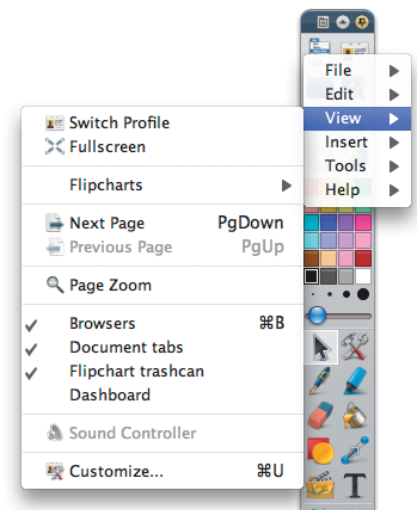 File
Edit
View
Insert
Tools
Help
Switch Profile
Fullscreen
Flipcharts
Next Page PgDown
Previous Page PgUp
Page Zoom
Browsers ⌘B
Document tabs
Flipchart trashcan
Dashboard
Sound Controller
Customize... ⌘U
T